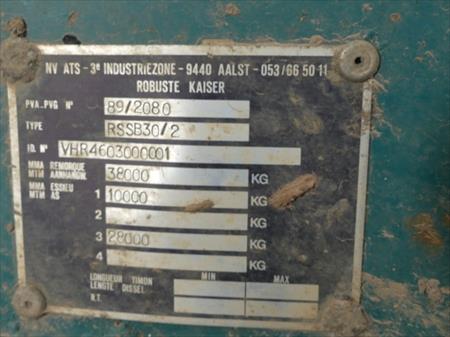 NV ATS - 3e INDUSTRIEZONE - 9440 AALST - 053/66 50 11
ROBUSTE KAISER
PVA.PVG N° 89/2080
TYPE RSSB30/2
ID. N° VHR4603000001
MMA REMORQUE
MTM AANHANGW. 38000 KG
MMA ESSIEU
MTM AS 1 10000 KG
2 KG
3 28000 KG
4 KG
MIN MAX
LONGUEUR TIMON
LENGTE DISSEL
R.T.